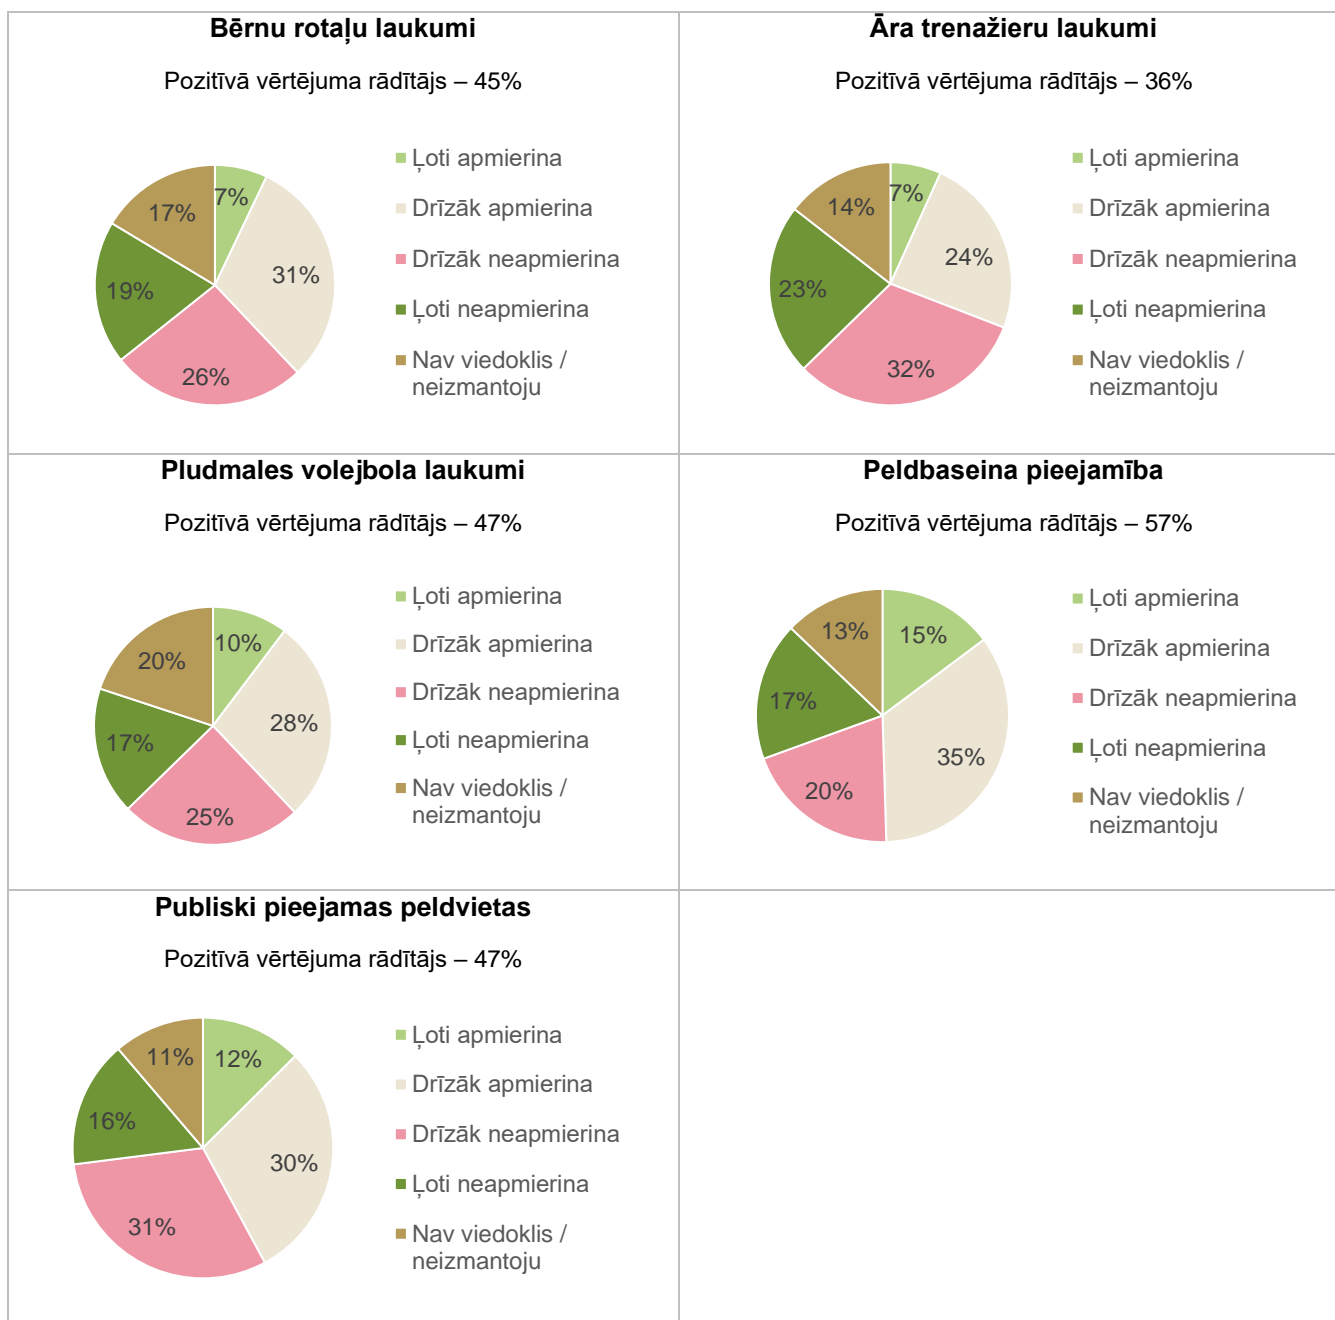 Bērnu rotaļu laukumi
Pozitīvā vērtējuma rādītājs – 45%
7%
31%
26%
19%
17%
Ļoti apmierina
Drīzāk apmierina
Drīzāk neapmierina
Ļoti neapmierina
Nav viedoklis /
neizmantoju
Āra trenažieru laukumi
Pozitīvā vērtējuma rādītājs – 36%
7%
24%
32%
23%
14%
Ļoti apmierina
Drīzāk apmierina
Drīzāk neapmierina
Ļoti neapmierina
Nav viedoklis /
neizmantoju
Pludmales volejbola laukumi
Pozitīvā vērtējuma rādītājs – 47%
10%
28%
25%
17%
20%
Ļoti apmierina
Drīzāk apmierina
Drīzāk neapmierina
Ļoti neapmierina
Nav viedoklis /
neizmantoju
Peldbaseina pieejamība
Pozitīvā vērtējuma rādītājs – 57%
15%
35%
20%
17%
13%
Ļoti apmierina
Drīzāk apmierina
Drīzāk neapmierina
Ļoti neapmierina
Nav viedoklis /
neizmantoju
Publiski pieejamas peldvietas
Pozitīvā vērtējuma rādītājs – 47%
12%
30%
31%
16%
11%
Ļoti apmierina
Drīzāk apmierina
Drīzāk neapmierina
Ļoti neapmierina
Nav viedoklis /
neizmantoju